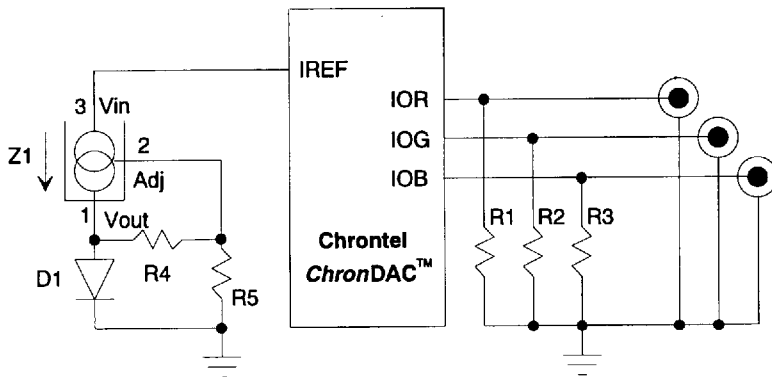 IREF
3 Vin
IOR
Z1
2
IOG
Adj
IOB
1
Vout
R1
R2
R3
Chrontel
ChronDAC™
D1
R4
R5